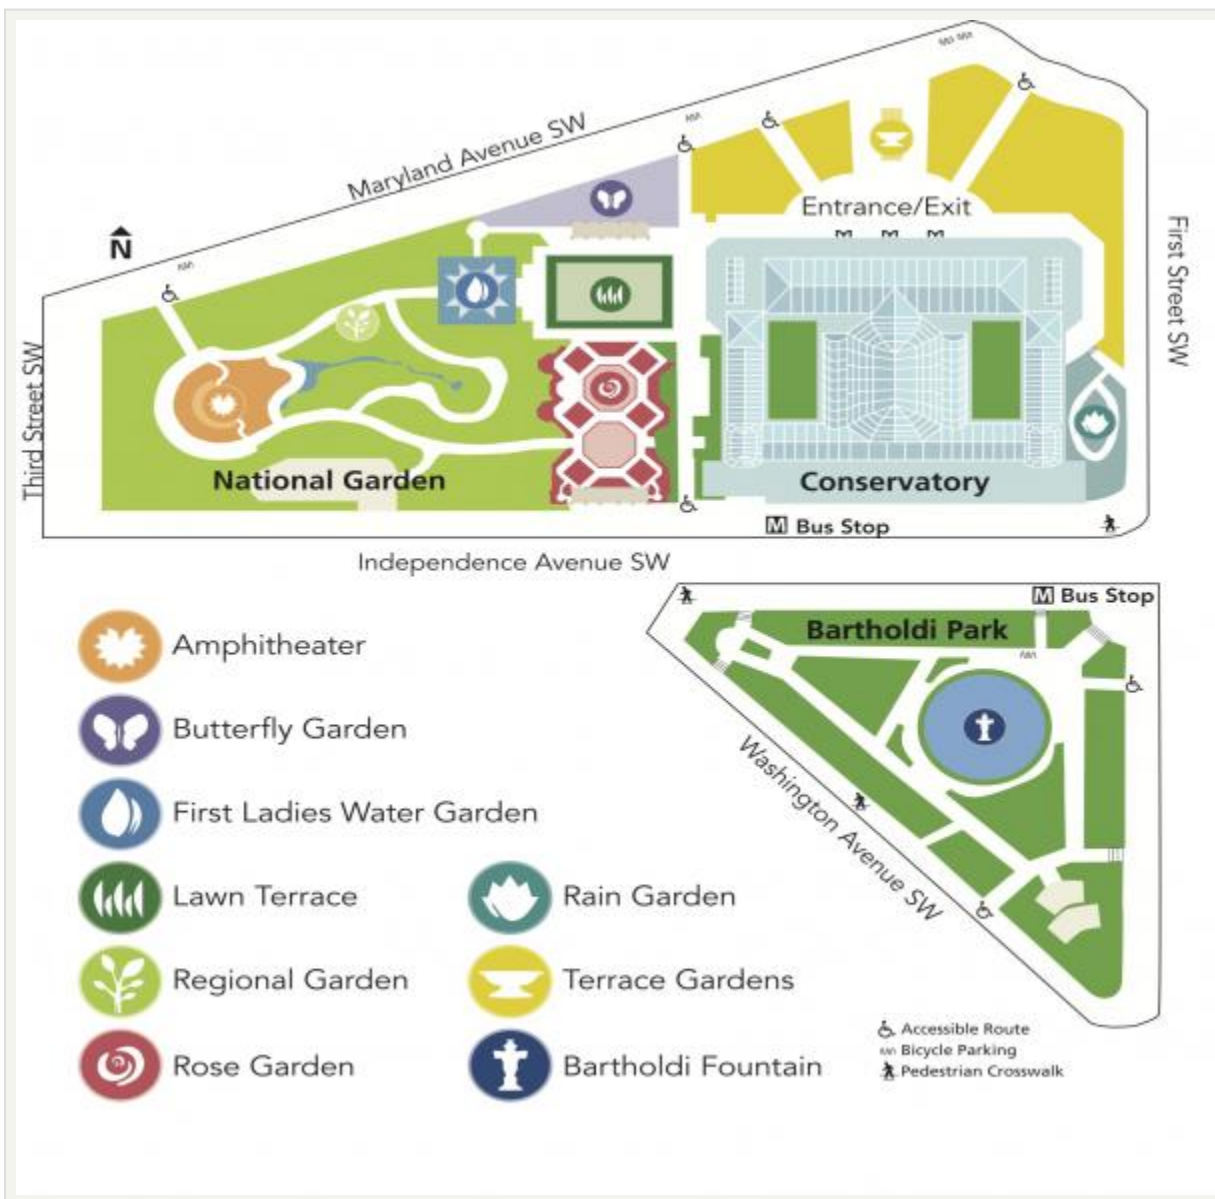 Maryland Avenue SW
N
Entrance/Exit
First Street SW
Third Street SW
National Garden
Conservatory
M Bus Stop
Independence Avenue SW
M Bus Stop
Bartholdi Park
Washington Avenue SW
Amphitheater
Butterfly Garden
First Ladies Water Garden
Lawn Terrace
Regional Garden
Rose Garden
Rain Garden
Terrace Gardens
Bartholdi Fountain
Accessible Route
Bicycle Parking
Pedestrian Crosswalk